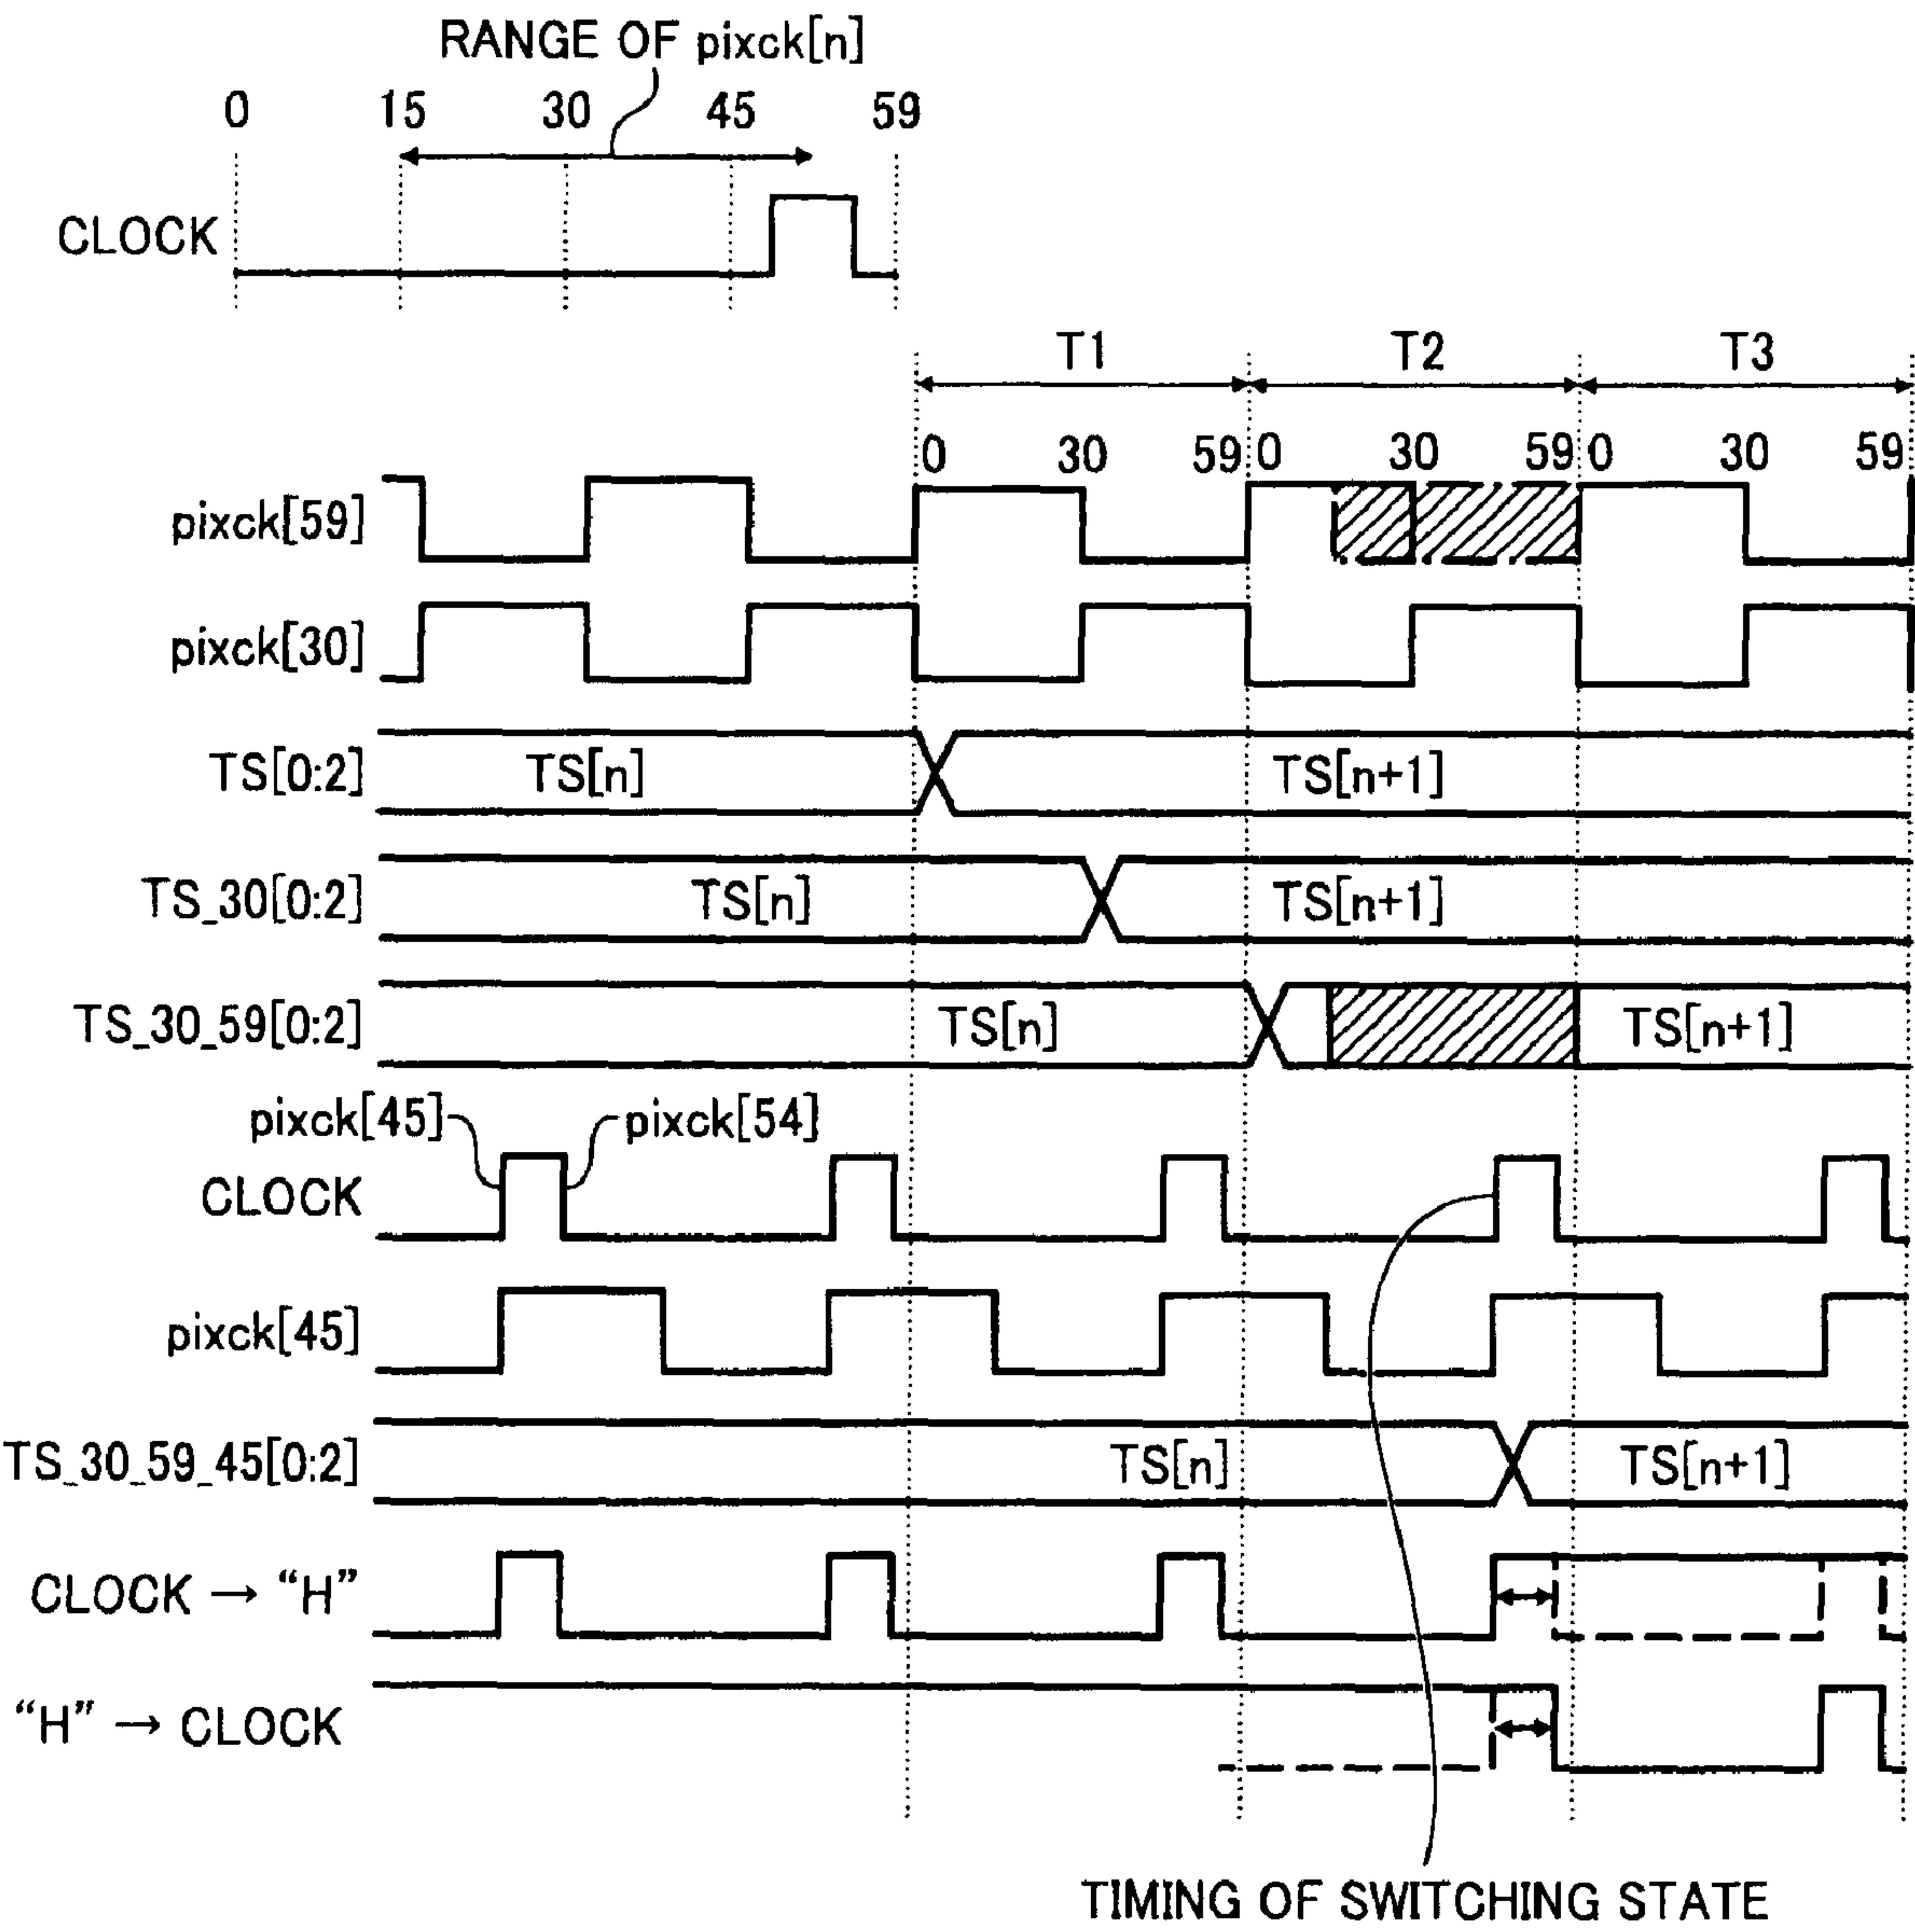 RANGE OF pixck[n]
0 15 30 45 59
CLOCK
T1 T2 T3
0 30 59 0 30 59 0 30 59
pixck[59]
pixck[30]
TS[0:2] TS[n] TS[n+1]
TS_30[0:2] TS[n] TS[n+1]
TS_30_59[0:2] TS[n] TS[n+1]
pixck[45] pixck[54]
CLOCK
pixck[45]
TS_30_59_45[0:2] TS[n] TS[n+1]
CLOCK → “H”
“H” → CLOCK
TIMING OF SWITCHING STATE